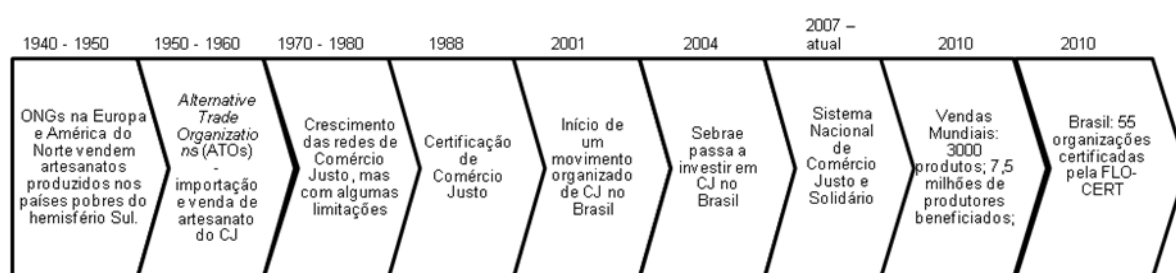 1940 - 1950
ONGs na Europa
e América do
Norte vendem
artesanatos
produzidos nos
países pobres do
hemisfério Sul.
1950 - 1960
Alternative
Trade
Organizatio
ns (ATOs)
-
importação
e venda de
artesanato
do CJ
1970 - 1980
Crescimento
das redes de
Comércio
Justo, mas
com algumas
limitações
1988
Certificação
de
Comércio
Justo
2001
Início de
um
movimento
organizado
de CJ no
Brasil
2004
Sebrae
passa a
investir em
CJ no
Brasil
2007 –
atual
Sistema
Nacional
de
Comércio
Justo e
Solidário
2010
Vendas
Mundiais:
3000
produtos; 7,5
milhões de
produtores
beneficiados;
2010
Brasil: 55
organizações
certificadas
pela FLO-
CERT